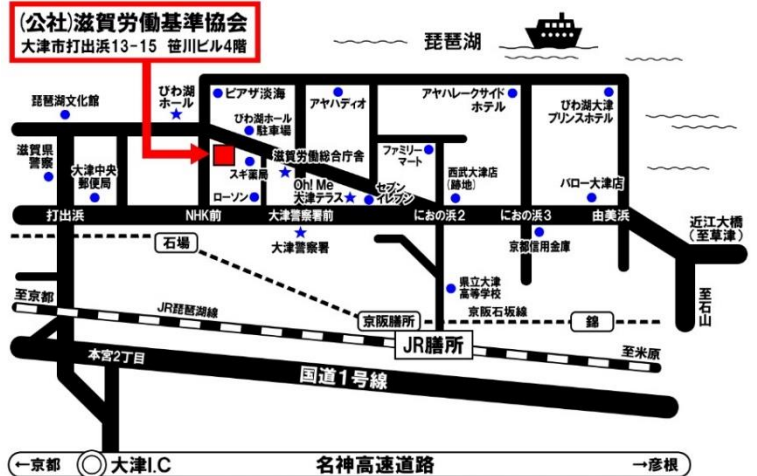 (公社)滋賀労働基準協会
大津市打出浜13-15 笹川ビル4階
琵琶湖
琵琶湖文化館
びわ湖
ホール
ピアザ淡海
アヤハディオ
アヤハレークサイド
ホテル
びわ湖大津
プリンスホテル
びわ湖ホール
駐車場
滋賀県
警察
大津中央
郵便局
スギ薬局
滋賀労働総合庁舎
ファミリー
マート
西武大津店
(跡地)
バロー大津店
ローソン
Oh! Me
大津テラス
セブン
イレブン
打出浜
NHK前
大津警察署前
におの浜2
におの浜3
由美浜
近江大橋
(至草津)
石場
大津警察署
京都信用金庫
県立大津
高等学校
至石山
至京都
JR琵琶湖線
京阪膳所
京阪石坂線
錦
JR膳所
至米原
本宮2丁目
国道1号線
←京都
大津I.C
名神高速道路
→彦根